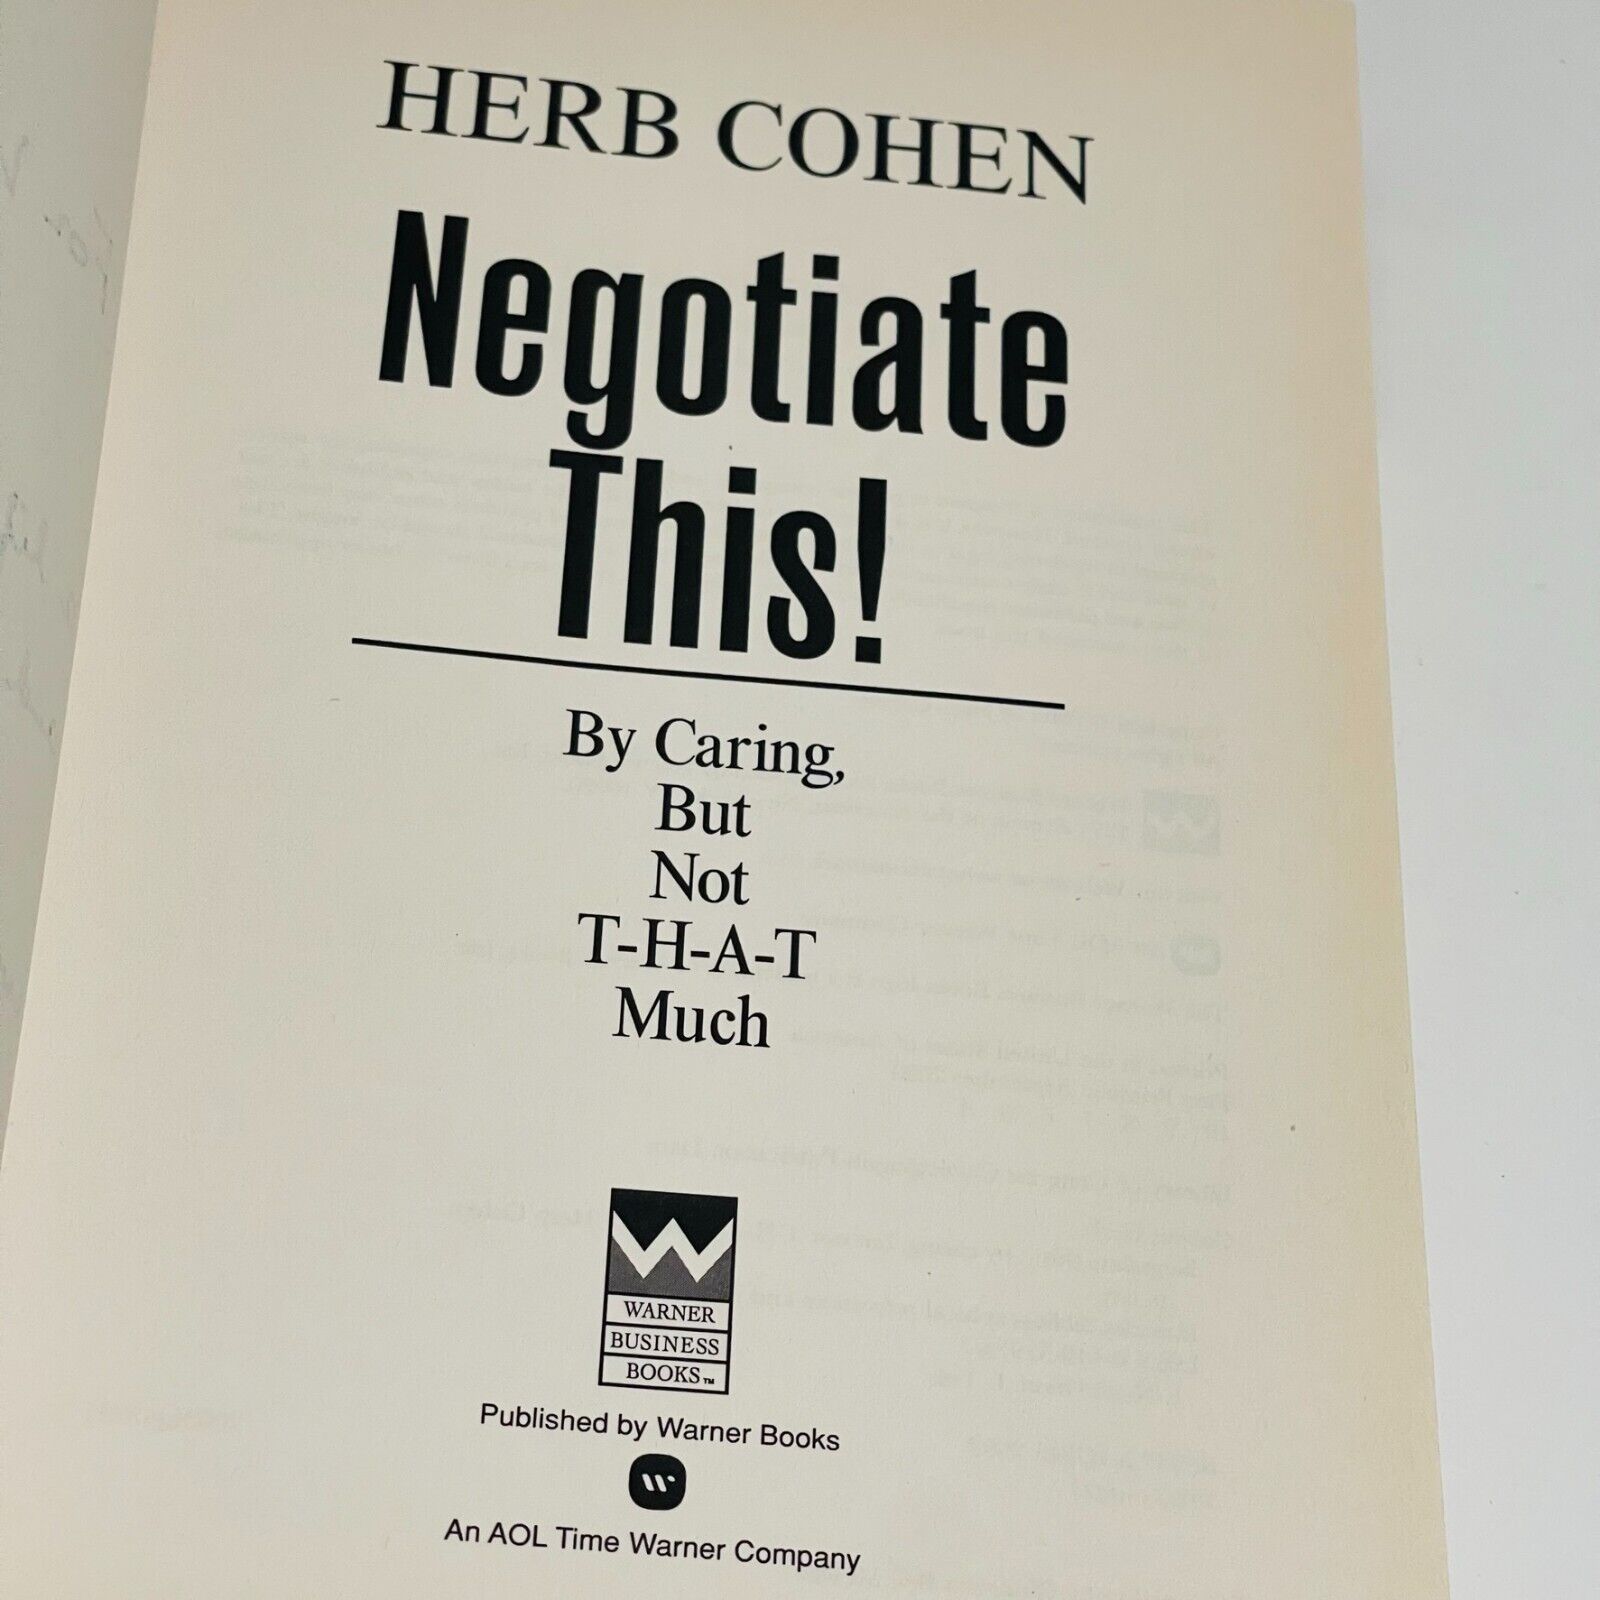 HERB COHEN
Negotiate
This!
By Caring,
But
Not
T-H-A-T
Much
WARNER
BUSINESS
BOOKS™
Published by Warner Books
An AOL Time Warner Company